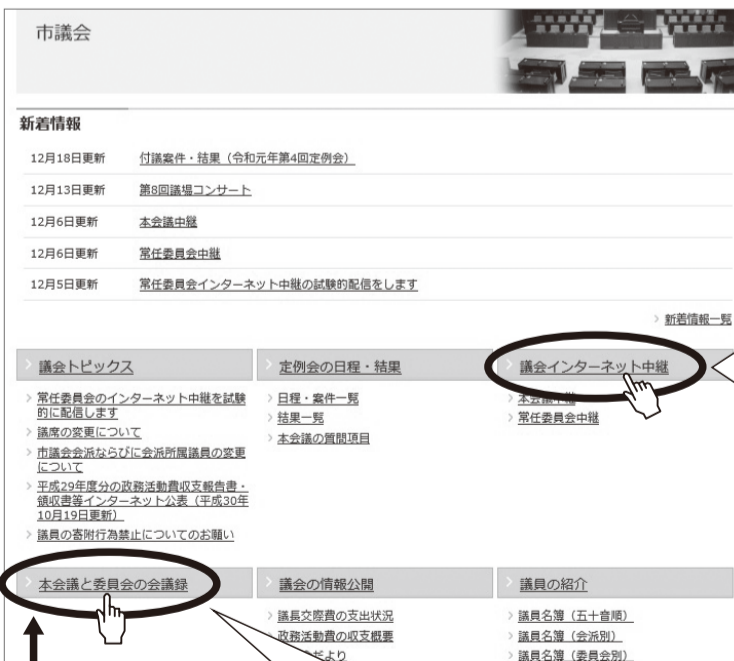 市議会
新着情報
12月18日更新 付議案件・結果（令和元年第4回定例会）
12月13日更新 第8回議場コンサート
12月6日更新 本会議中継
12月6日更新 常任委員会中継
12月5日更新 常任委員会インターネット中継の試験的配信をします
新着情報一覧
議会トピックス
常任委員会のインターネット中継を試験
的に配信します
議席の変更について
市議会会派ならびに会派所属議員の変更
について
平成29年度分の政務活動費収支報告書・
領収書等インターネット公表（平成30年
10月19日更新）
議員の寄附行為禁止についてのお願い
定例会の日程・結果
日程・案件一覧
結果一覧
本会議の質問項目
議会インターネット中継
本会議中継
常任委員会中継
本会議と委員会の会議録
議会の情報公開
議長交際費の支出状況
政務活動費の収支概要
だより
議員の紹介
議員名簿（五十音順）
議員名簿（会派別）
議員名簿（委員会別）